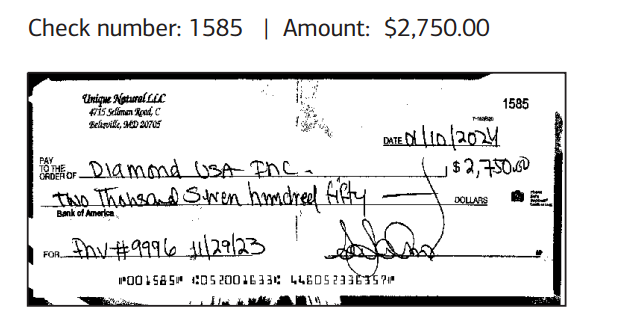 Check number: 1585 | Amount: $2,750.00
Unique Natural LLC
4715 Sellman Road, C
Beltsville, MD 20705
1585
DATE 01/10/2024
PAY
TO THE
ORDER OF Diamond USA Inc.
$ 2,750.00
Two Thohsand Seven hundred fifty
DOLLARS
Bank of America
FOR Inv #9996 11/29/23
⑈001585⑈ ⑆052001633⑆